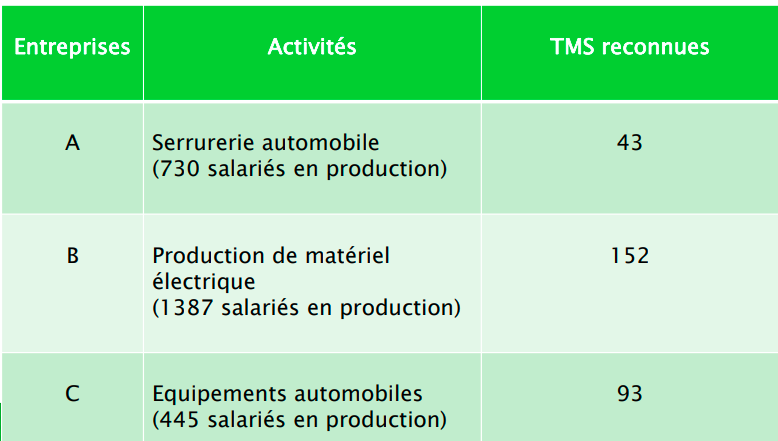 Entreprises Activités TMS reconnues
A Serrurerie automobile 43
(730 salariés en production)
B Production de matériel 152
électrique
(1387 salariés en production)
C Equipements automobiles 93
(445 salariés en production)